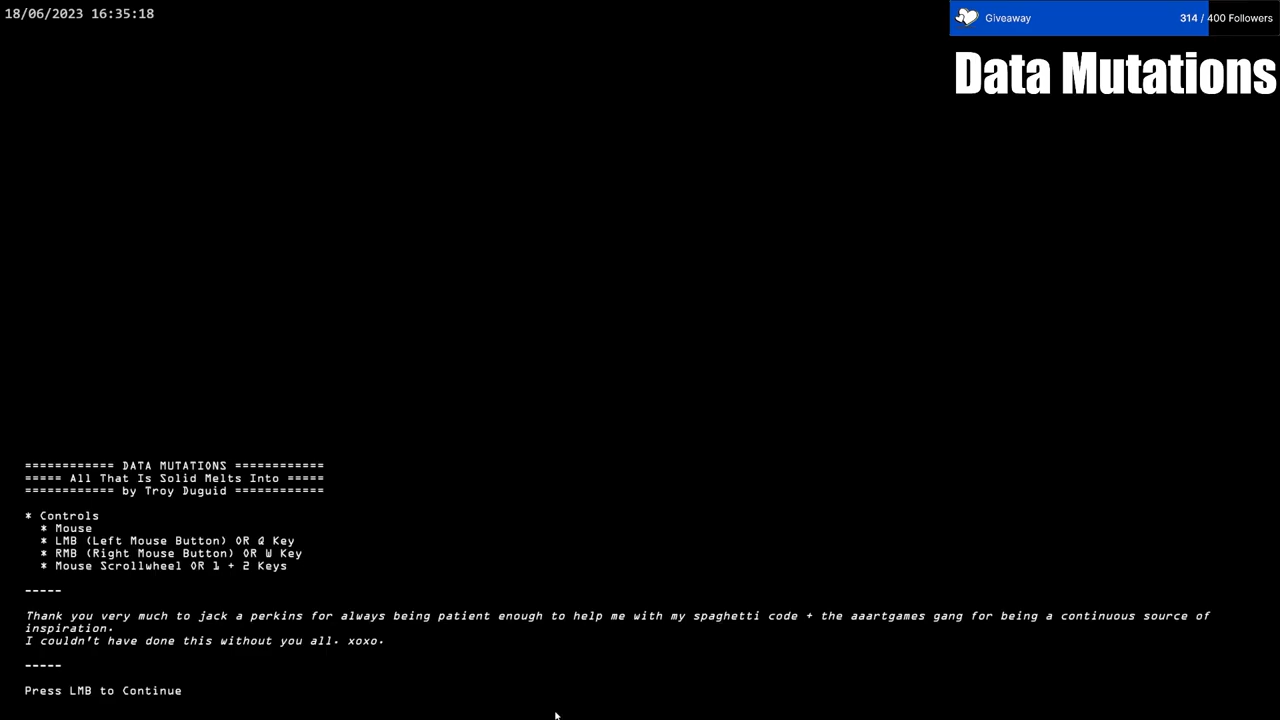 18/06/2023 16:35:18
Giveaway 314 / 400 Followers
Data Mutations
============ DATA MUTATIONS ============
===== All That Is Solid Melts Into =====
============ by Troy Duguid ============
* Controls
* Mouse
* LMB (Left Mouse Button) OR Q Key
* RMB (Right Mouse Button) OR W Key
* Mouse Scrollwheel OR 1 + 2 Keys
-----
Thank you very much to jack a perkins for always being patient enough to help me with my spaghetti code + the aaartgames gang for being a continuous source of
inspiration.
I couldn't have done this without you all. xoxo.
-----
Press LMB to Continue